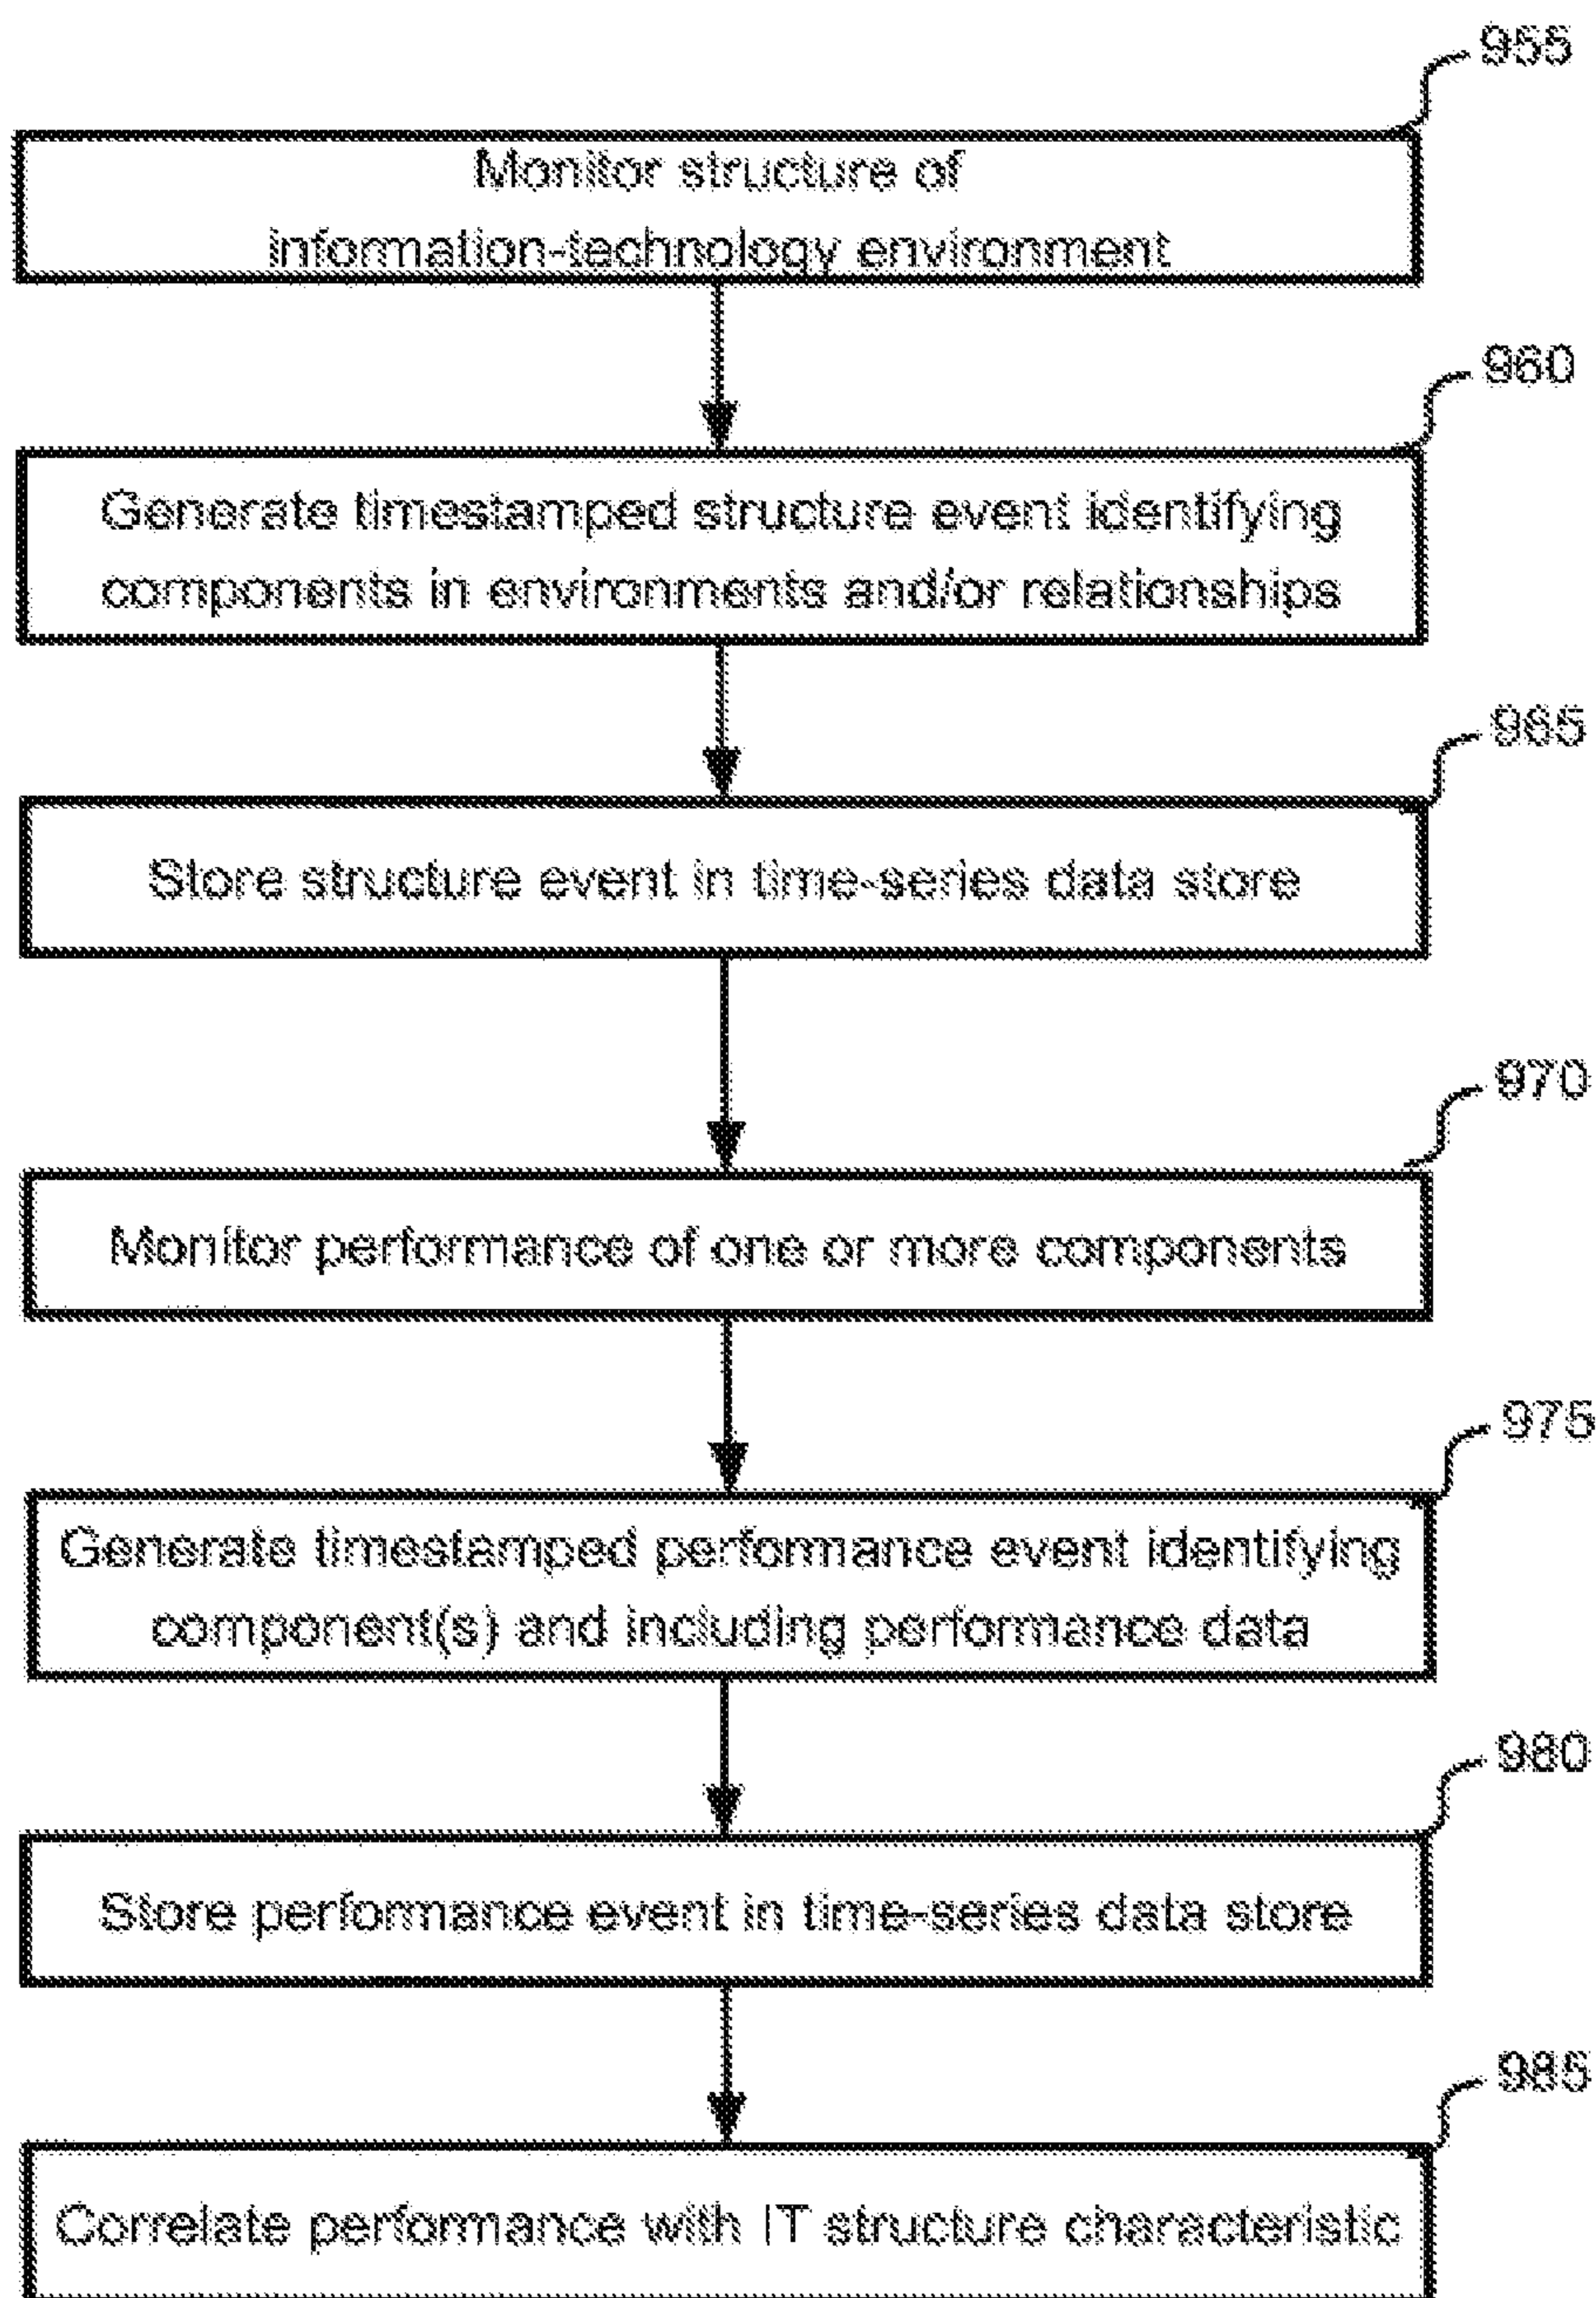 955
Monitor structure of
information-technology environment
960
Generate timestamped structure event identifying
components in environments and/or relationships
965
Store structure event in time-series data store
970
Monitor performance of one or more components
975
Generate timestamped performance event identifying
component(s) and including performance data
980
Store performance event in time-series data store
985
Correlate performance with IT structure characteristic